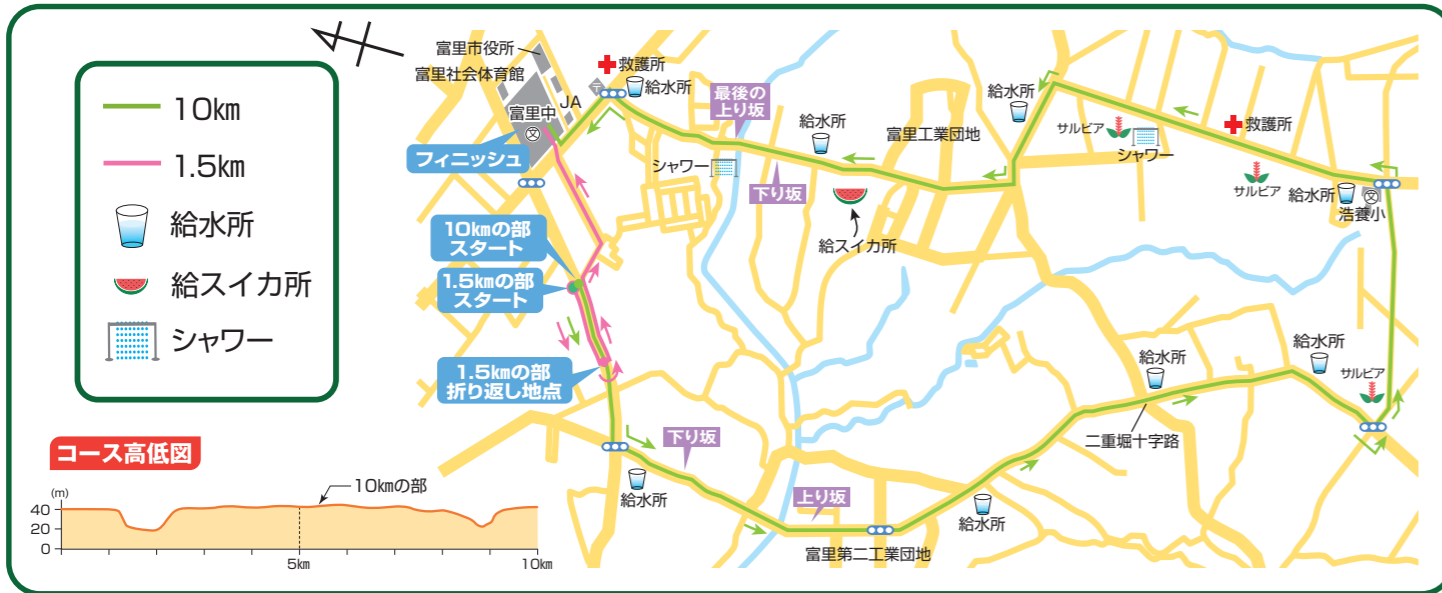 10km
1.5km
給水所
給スイカ所
シャワー
富里市役所
富里社会体育館
富里中
文
JA
〒
救護所
給水所
フィニッシュ
最後の
上り坂
給水所
富里工業団地
給水所
サルビア
シャワー
救護所
サルビア
給水所
文
浩養小
シャワー
下り坂
給スイカ所
10kmの部
スタート
1.5kmの部
スタート
1.5kmの部
折り返し地点
下り坂
給水所
上り坂
富里第二工業団地
給水所
給水所
二重堀十字路
給水所
サルビア
コース高低図
(m)
40
20
0
10kmの部
5km
10km